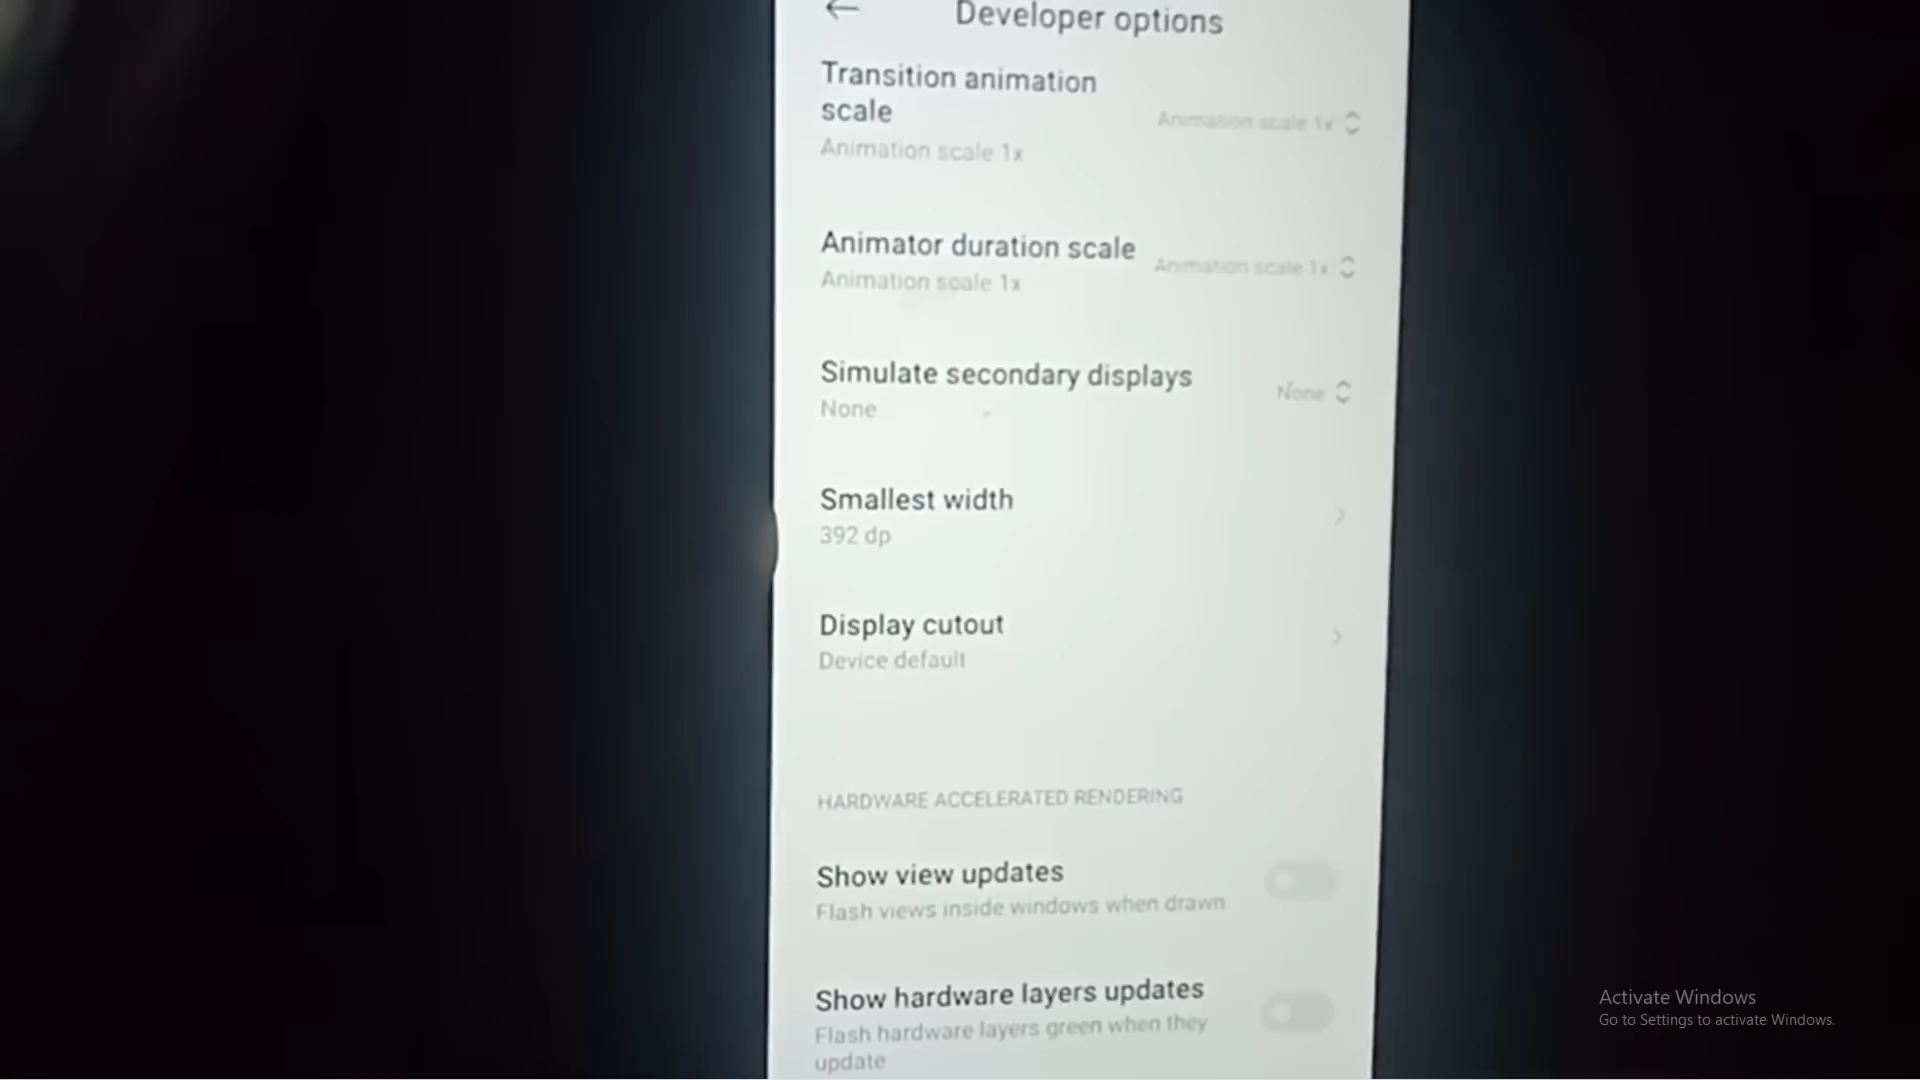 Developer options
Transition animation
scale
Animation scale 1x
Animation scale 1x
Animator duration scale
Animation scale 1x
Animation scale 1x
Simulate secondary displays
None
None
Smallest width
392 dp
Display cutout
Device default
HARDWARE ACCELERATED RENDERING
Show view updates
Flash views inside windows when drawn
Show hardware layers updates
Flash hardware layers green when they
update
Activate Windows
Go to Settings to activate Windows.